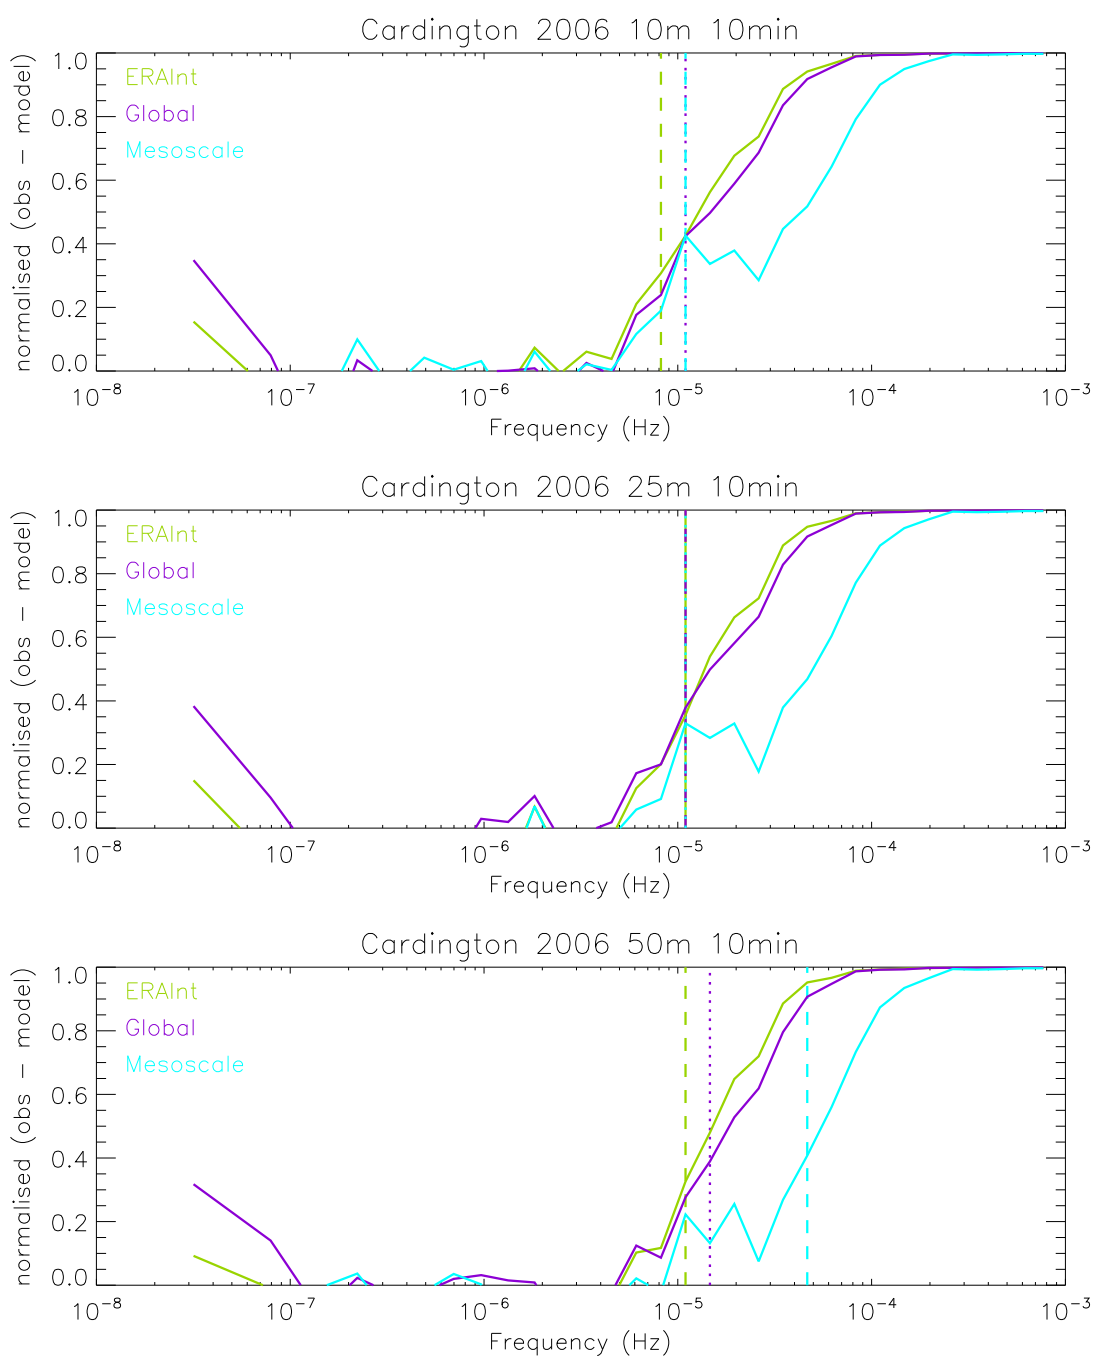 Cardington 2006 10m 10min
normalised (obs – model)
1.0
0.8
0.6
0.4
0.2
0.0
ERAInt
Global
Mesoscale
10⁻⁸ 10⁻⁷ 10⁻⁶ 10⁻⁵ 10⁻⁴ 10⁻³
Frequency (Hz)
Cardington 2006 25m 10min
normalised (obs – model)
1.0
0.8
0.6
0.4
0.2
0.0
ERAInt
Global
Mesoscale
10⁻⁸ 10⁻⁷ 10⁻⁶ 10⁻⁵ 10⁻⁴ 10⁻³
Frequency (Hz)
Cardington 2006 50m 10min
normalised (obs – model)
1.0
0.8
0.6
0.4
0.2
0.0
ERAInt
Global
Mesoscale
10⁻⁸ 10⁻⁷ 10⁻⁶ 10⁻⁵ 10⁻⁴ 10⁻³
Frequency (Hz)